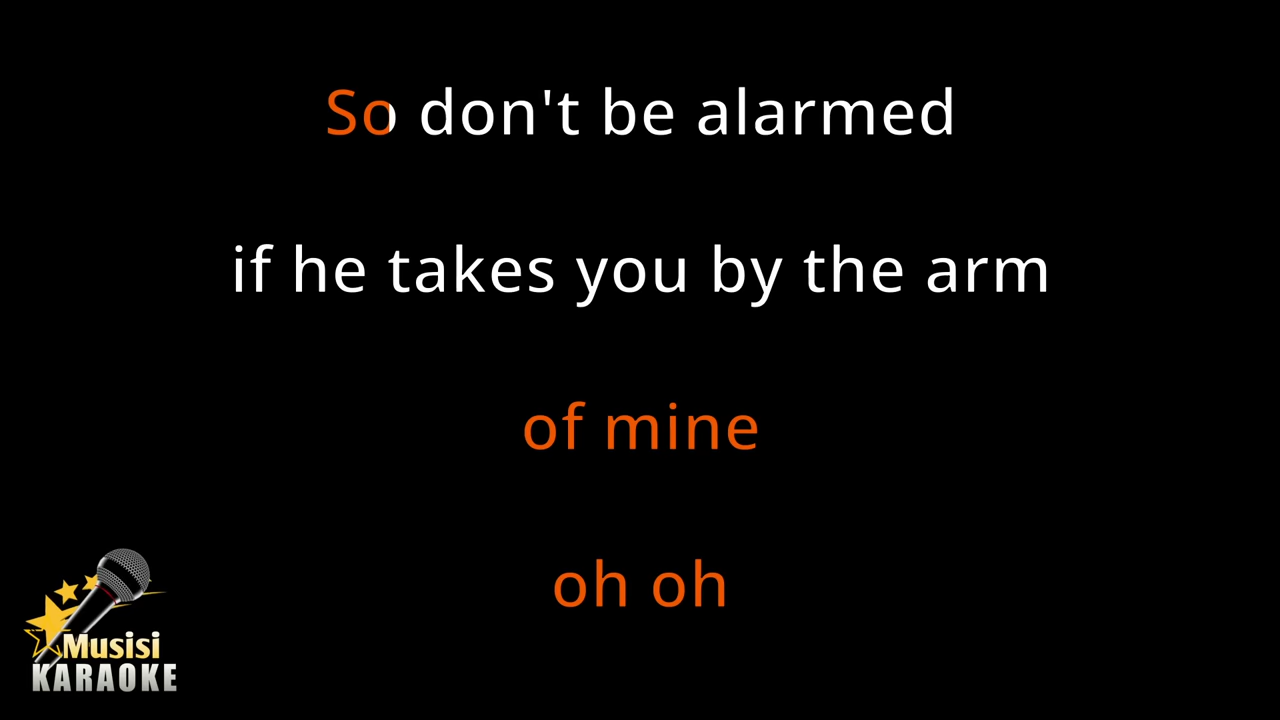 So don't be alarmed
if he takes you by the arm
of mine
oh oh
Musisi
KARAOKE